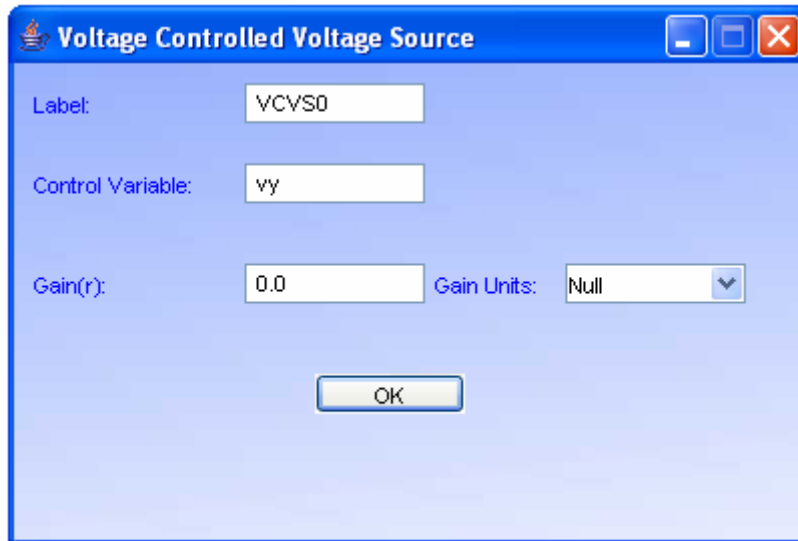 Voltage Controlled Voltage Source
Label: VCVS0
Control Variable: vy
Gain(r): 0.0 Gain Units: Null
OK